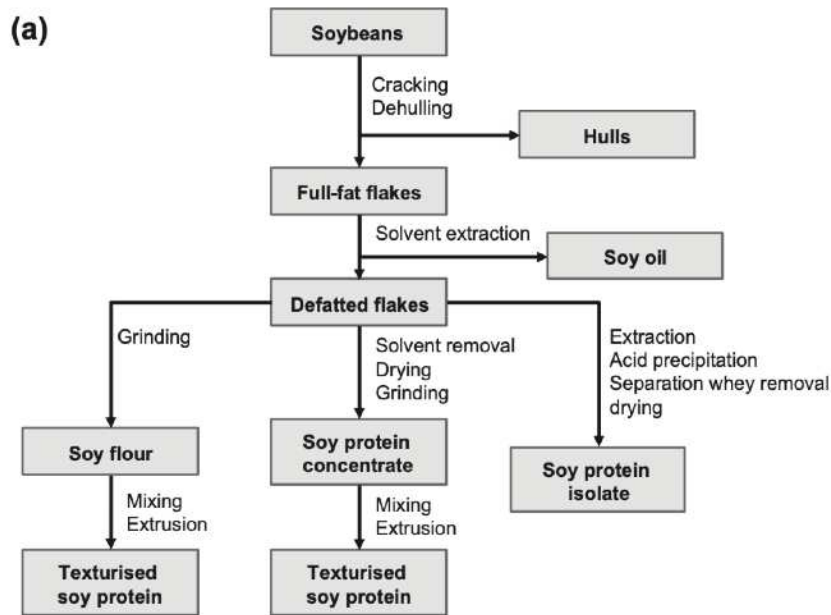 (a)
Soybeans
Cracking
Dehulling
Hulls
Full-fat flakes
Solvent extraction
Soy oil
Defatted flakes
Grinding
Solvent removal
Drying
Grinding
Extraction
Acid precipitation
Separation whey removal
drying
Soy flour
Soy protein
concentrate
Soy protein
isolate
Mixing
Extrusion
Mixing
Extrusion
Texturised
soy protein
Texturised
soy protein